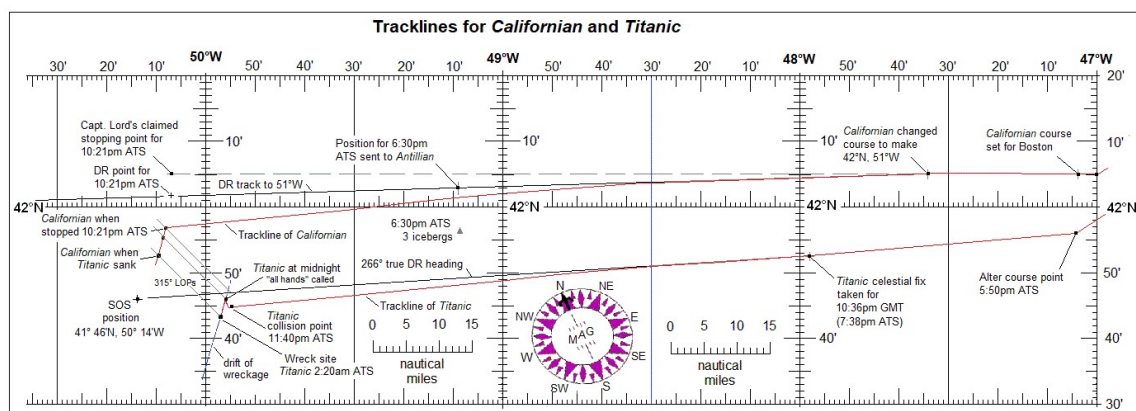 Tracklines for Californian and Titanic
50°W
49°W
48°W
47°W
30'
10'
50'
40'
30'
20'
10'
50'
40'
30'
20'
10'
50'
40'
30'
20'
10'
20'
10'
10'
10'
10'
Capt. Lord's claimed
stopping point for
10:21pm ATS
DR point for
10:21pm ATS
Position for 6:30pm
ATS sent to Antillian
DR track to 51°W
Californian changed
course to make
42°N, 51°W
Californian course
set for Boston
42°N
42°N
42°N
42°N
Californian when
stopped 10:21pm ATS
Trackline of Californian
6:30pm ATS
3 icebergs
Californian when
Titanic sank
315° LOPs
Titanic at midnight
"all hands" called
266° true DR heading
50'
50'
50'
50'
SOS
position
41° 46'N, 50° 14'W
Titanic
collision point
11:40pm ATS
Trackline of Titanic
Titanic celestial fix
taken for
10:36pm GMT
(7:38pm ATS)
Alter course point
5:50pm ATS
40'
40'
40'
40'
Wreck site
Titanic 2:20am ATS
drift of
wreckage
0
5
10
15
nautical
miles
N
NE
E
SE
S
SW
W
NW
MAG
0
5
10
15
nautical
miles
30'